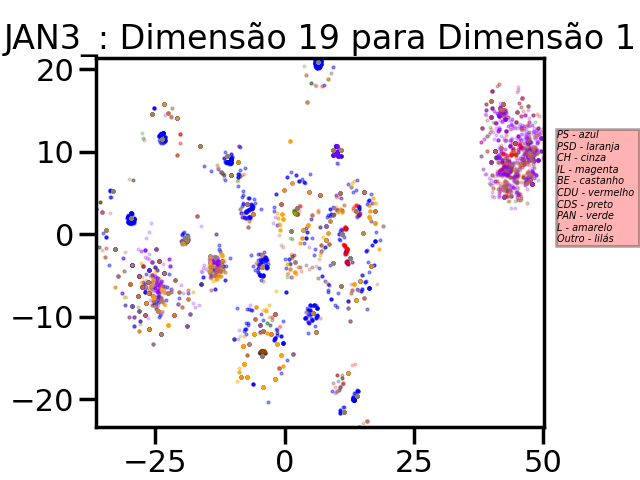 JAN3 : Dimensão 19 para Dimensão 1
20
10
0
−10
−20
−25 0 25 50
PS - azul
PSD - laranja
CH - cinza
IL - magenta
BE - castanho
CDU - vermelho
CDS - preto
PAN - verde
L - amarelo
Outro - lilás